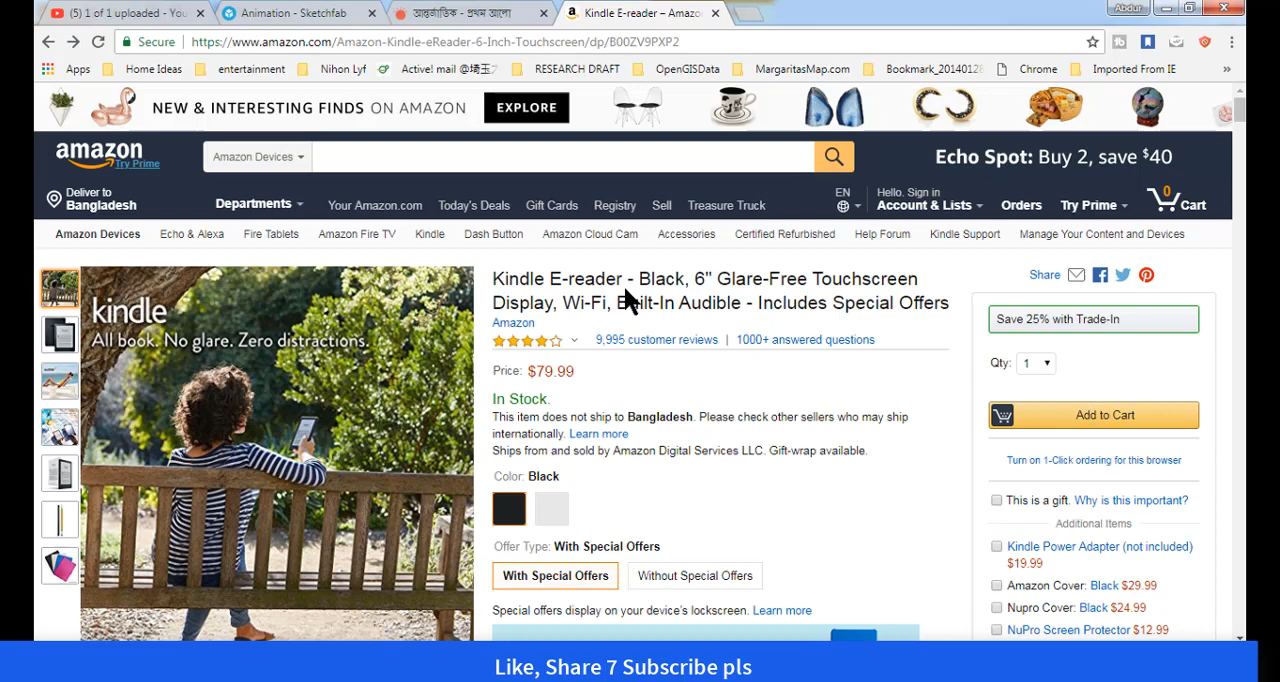 (5) 1 of 1 uploaded - You
Animation - Sketchfab
আন্তর্জাতিক - প্রথম আলো
Kindle E-reader – Amazo
Abdur
Secure
https://www.amazon.com/Amazon-Kindle-eReader-6-Inch-Touchscreen/dp/B00ZV9PXP2
Apps
Home Ideas
entertainment
Nihon Lyf
Active! mail @埼玉
RESEARCH DRAFT
OpenGISData
MargaritasMap.com
Bookmark_20140128
Chrome
Imported From IE
NEW & INTERESTING FINDS ON AMAZON
EXPLORE
amazon
Try Prime
Amazon Devices
Echo Spot: Buy 2, save $40
Deliver to
Bangladesh
Departments
Your Amazon.com
Today's Deals
Gift Cards
Registry
Sell
Treasure Truck
EN
Hello. Sign in
Account & Lists
Orders
Try Prime
0
Cart
Amazon Devices
Echo & Alexa
Fire Tablets
Amazon Fire TV
Kindle
Dash Button
Amazon Cloud Cam
Accessories
Certified Refurbished
Help Forum
Kindle Support
Manage Your Content and Devices
kindle
All book. No glare. Zero distractions.
Kindle E-reader - Black, 6" Glare-Free Touchscreen
Display, Wi-Fi, Built-In Audible - Includes Special Offers
Amazon
9,995 customer reviews | 1000+ answered questions
Price: $79.99
In Stock.
This item does not ship to Bangladesh. Please check other sellers who may ship
internationally. Learn more
Ships from and sold by Amazon Digital Services LLC. Gift-wrap available.
Color: Black
Offer Type: With Special Offers
With Special Offers
Without Special Offers
Special offers display on your device's lockscreen. Learn more
Share
Save 25% with Trade-In
Qty: 1
Add to Cart
Turn on 1-Click ordering for this browser
This is a gift. Why is this important?
Additional Items
Kindle Power Adapter (not included)
$19.99
Amazon Cover: Black $29.99
Nupro Cover: Black $24.99
NuPro Screen Protector $12.99
Like, Share 7 Subscribe pls